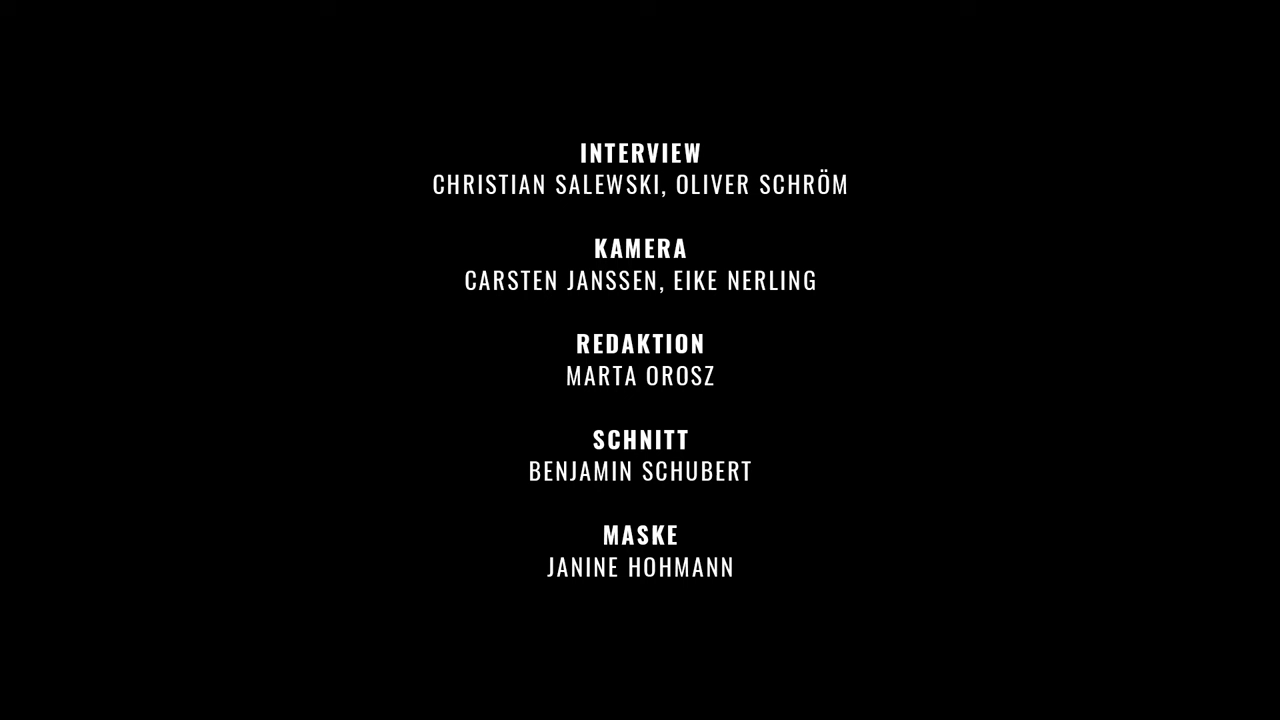 INTERVIEW
CHRISTIAN SALEWSKI, OLIVER SCHRÖM
KAMERA
CARSTEN JANSSEN, EIKE NERLING
REDAKTION
MARTA OROSZ
SCHNITT
BENJAMIN SCHUBERT
MASKE
JANINE HOHMANN